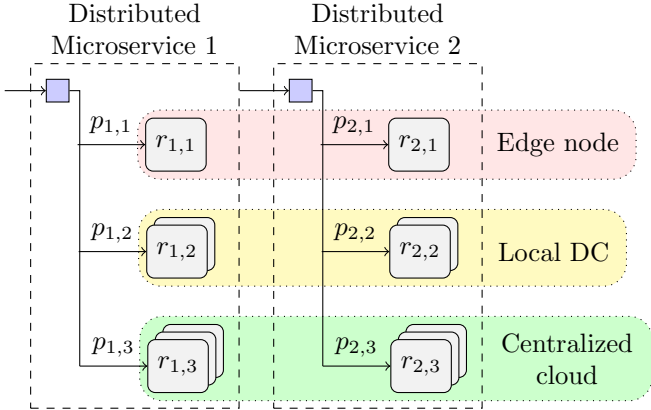 Distributed
Microservice 1
Distributed
Microservice 2
p1,1
r1,1
p2,1
r2,1
Edge node
p1,2
r1,2
p2,2
r2,2
Local DC
p1,3
r1,3
p2,3
r2,3
Centralized
cloud